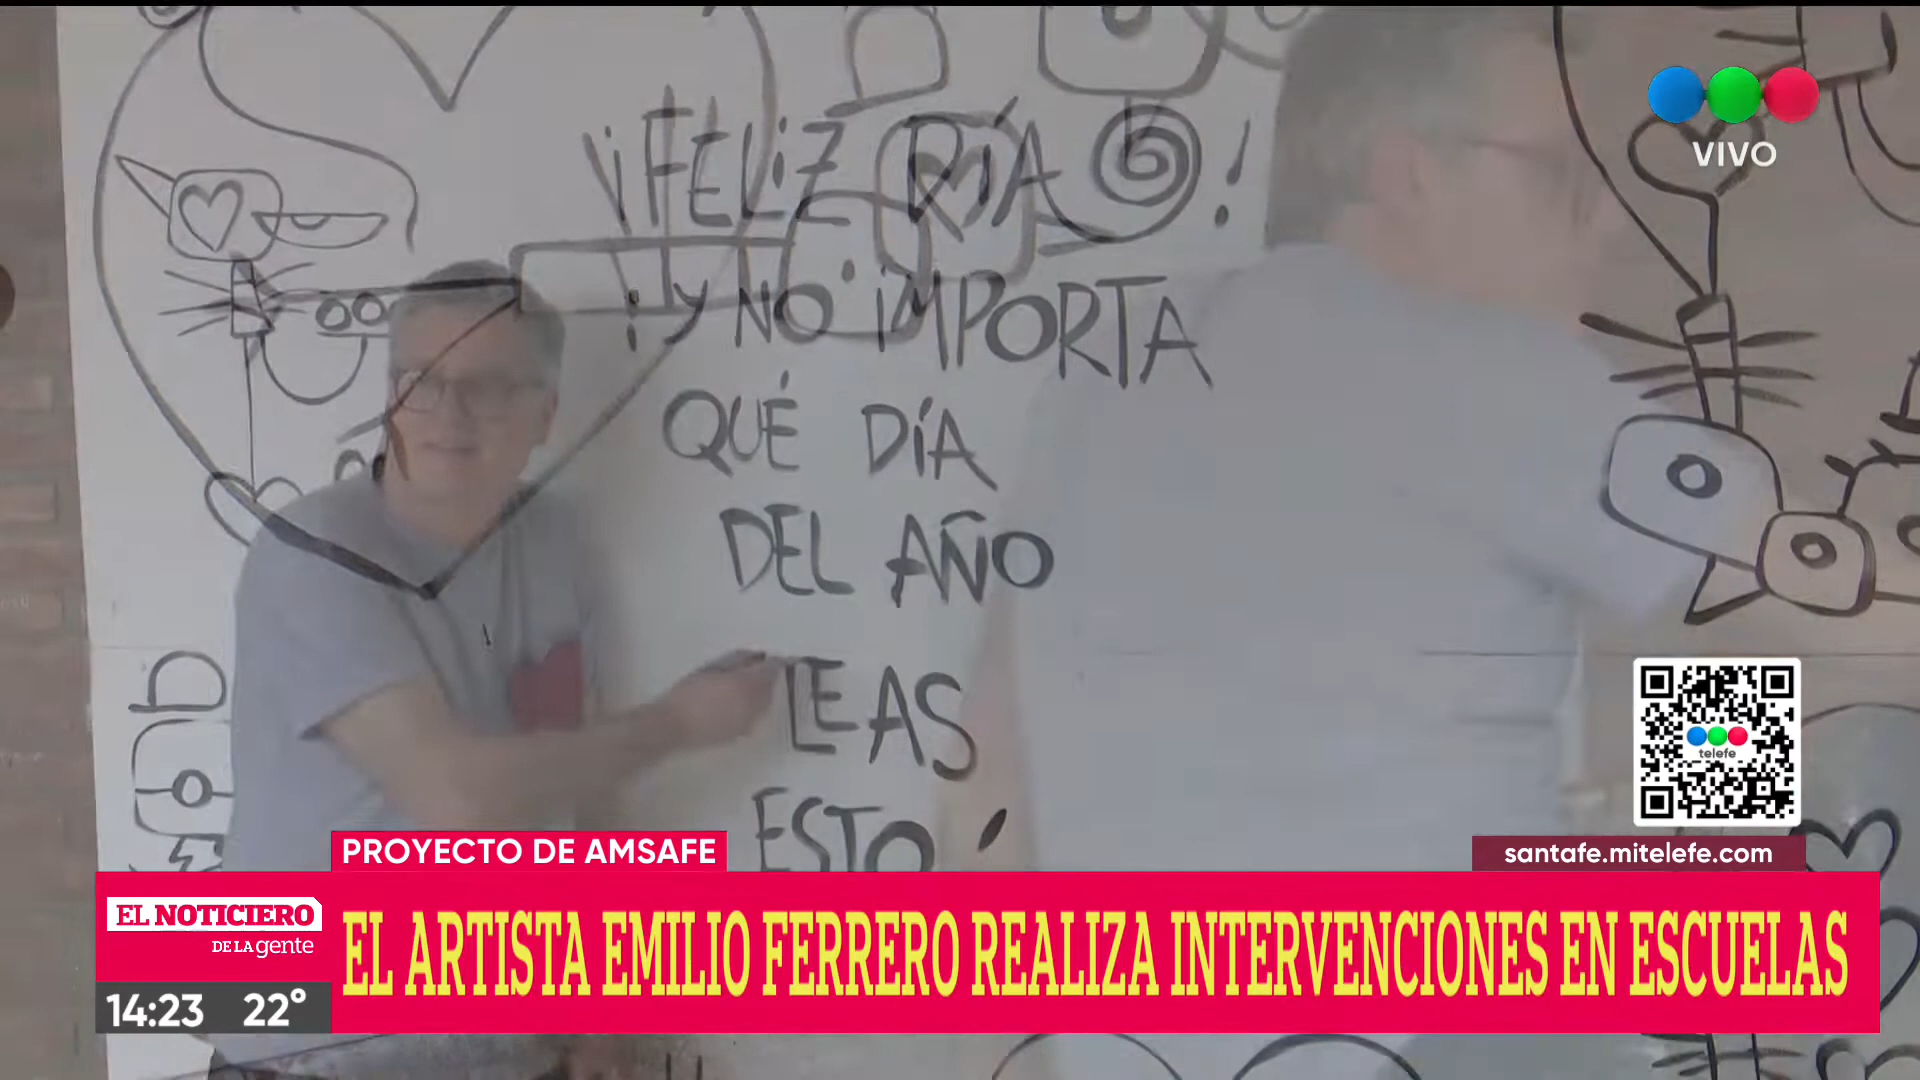 ¡FELIZ DÍA!
VIVO
¡Y NO IMPORTA
QUÉ DÍA
DEL AÑO
LEAS
ESTO
telefe
PROYECTO DE AMSAFE
santafe.mitelefe.com
EL NOTICIERO
DE LA gente
EL ARTISTA EMILIO FERRERO REALIZA INTERVENCIONES EN ESCUELAS
14:23 22°